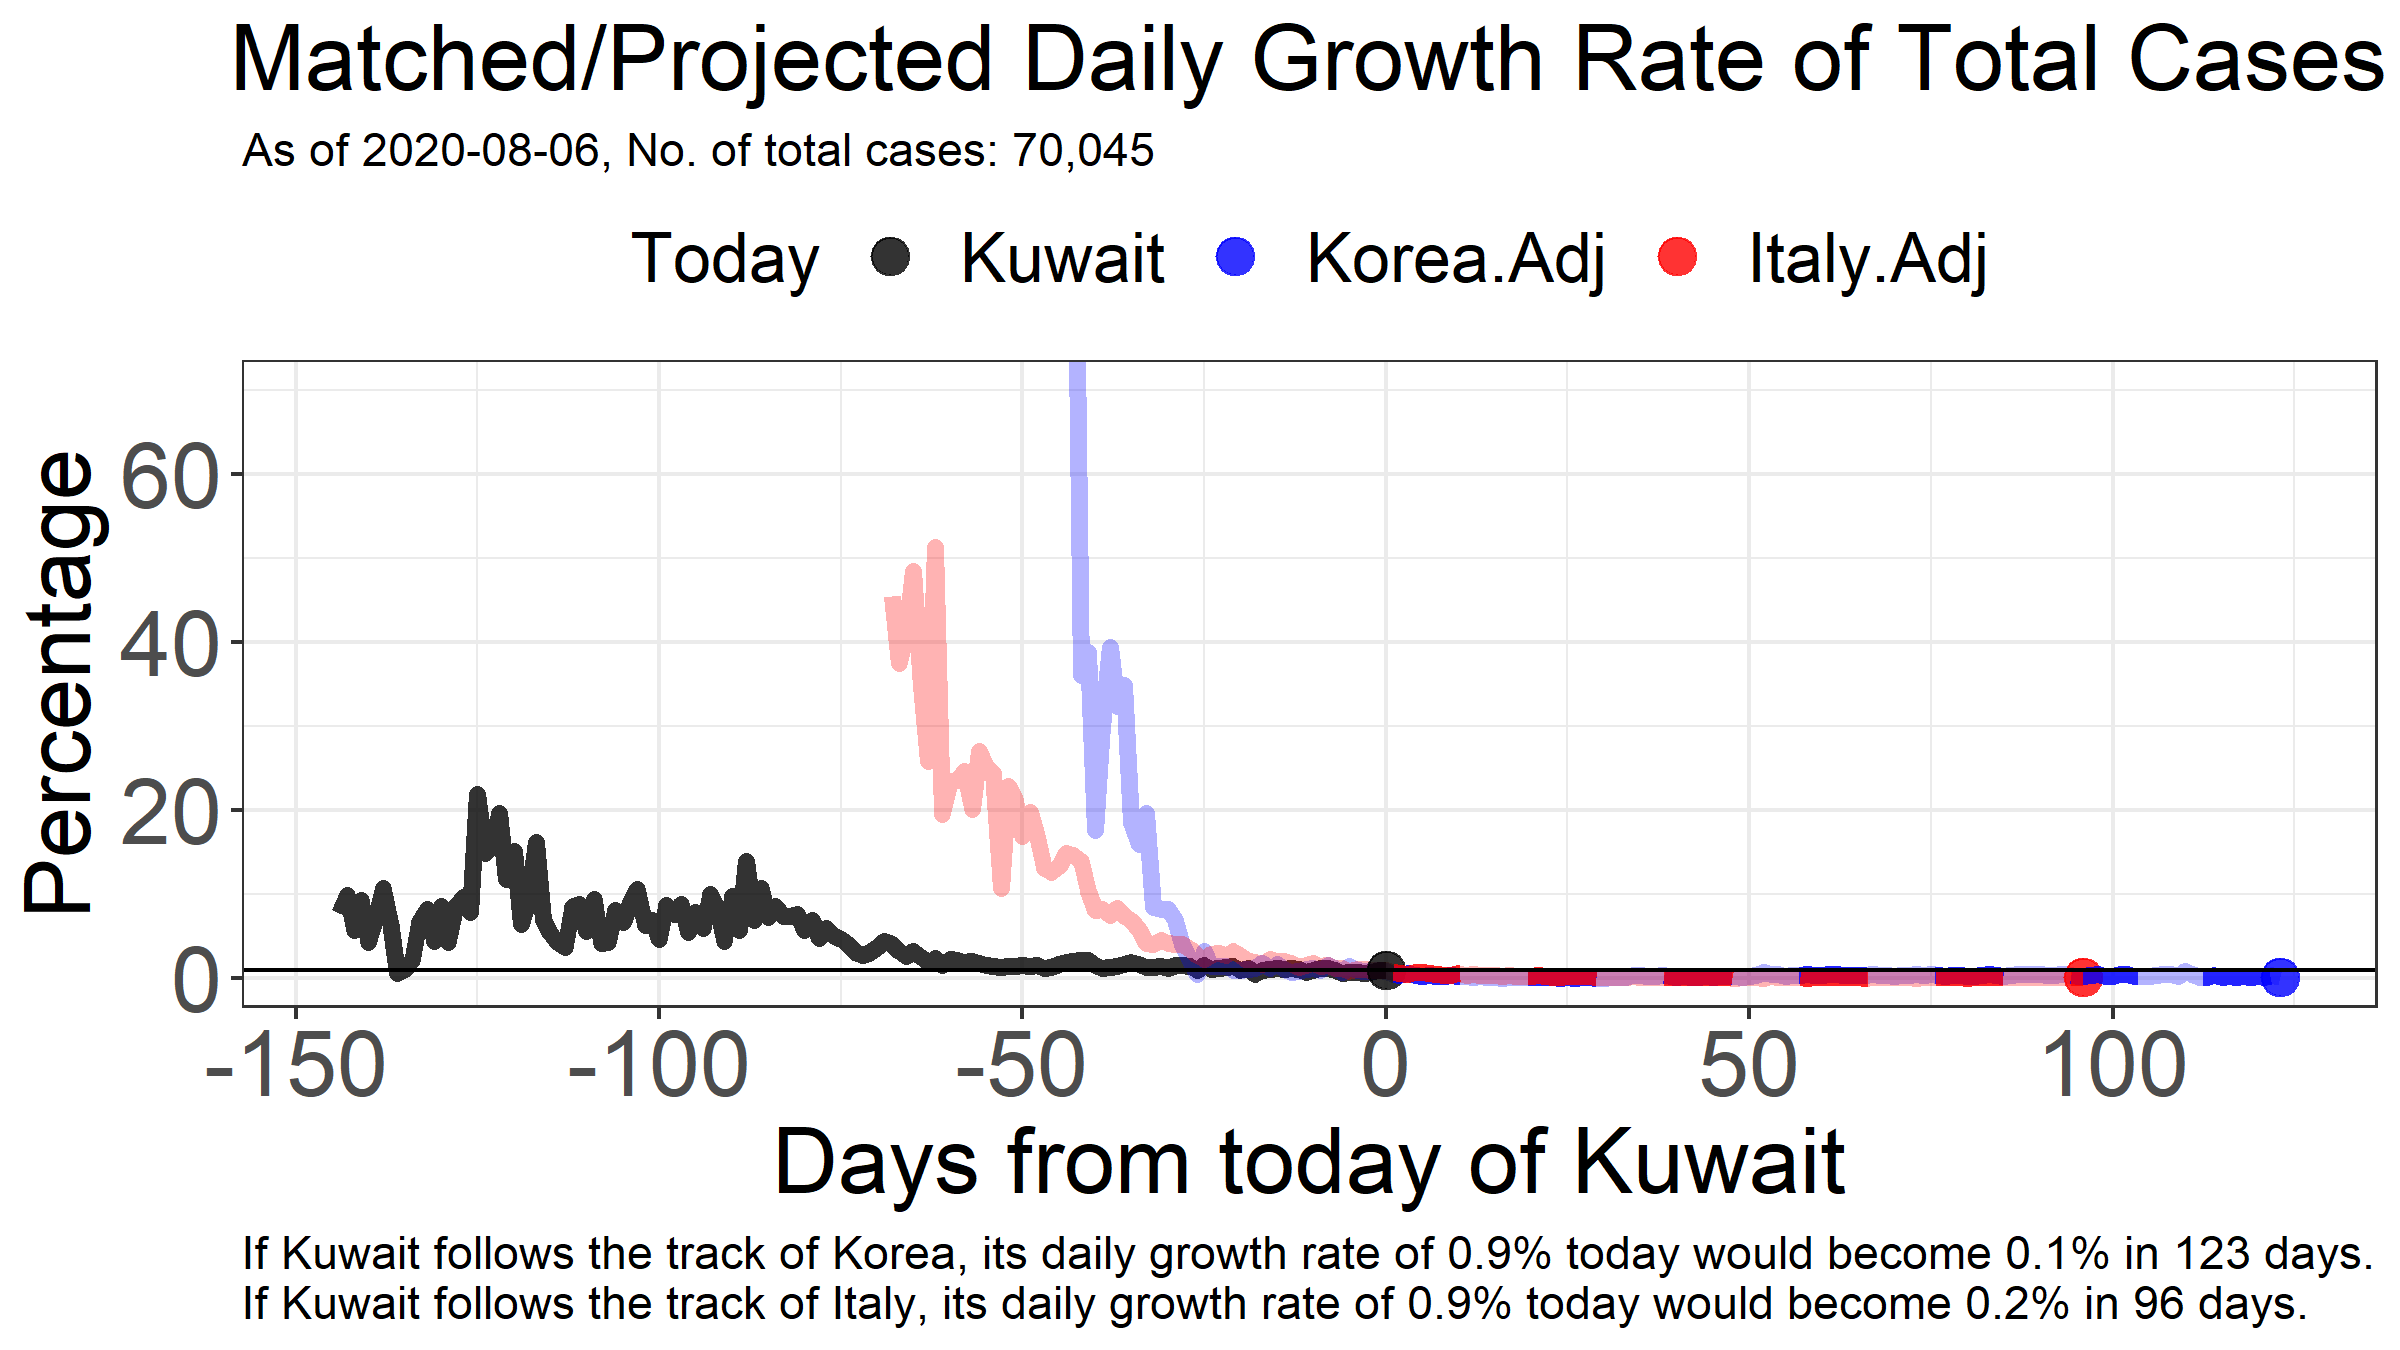 Matched/Projected Daily Growth Rate of Total Cases
As of 2020-08-06, No. of total cases: 70,045
Today Kuwait Korea.Adj Italy.Adj
Percentage
60
40
20
0
-150 -100 -50 0 50 100
Days from today of Kuwait
If Kuwait follows the track of Korea, its daily growth rate of 0.9% today would become 0.1% in 123 days.
If Kuwait follows the track of Italy, its daily growth rate of 0.9% today would become 0.2% in 96 days.